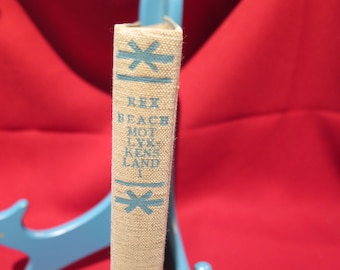 REX
BEACH
MOT
LYK-
KENS
LAND
I